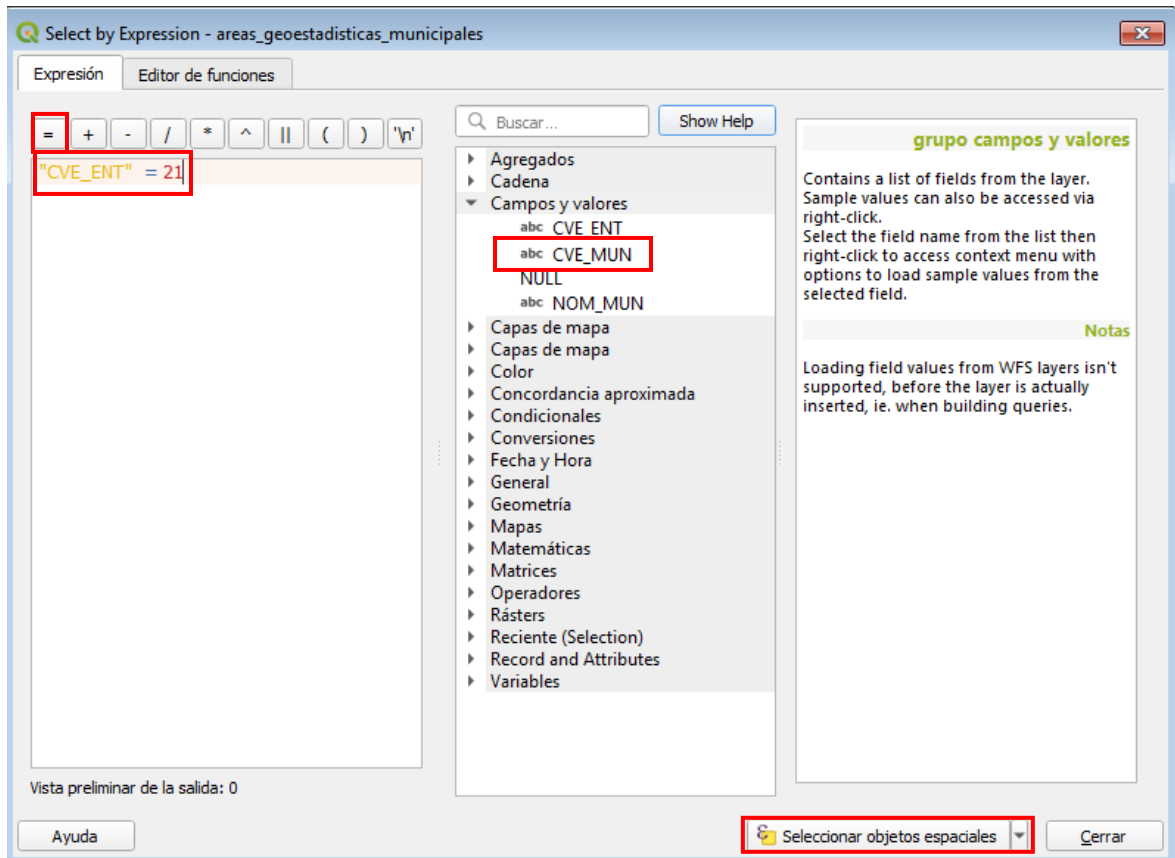 Select by Expression - areas_geoestadisticas_municipales
Expresión
Editor de funciones
= + - / * ^ || ( ) '\n'
"CVE_ENT" = 21
Vista preliminar de la salida: 0
Buscar...
Show Help
Agregados
Cadena
Campos y valores
abc CVE_ENT
abc CVE_MUN
NULL
abc NOM_MUN
Capas de mapa
Capas de mapa
Color
Concordancia aproximada
Condicionales
Conversiones
Fecha y Hora
General
Geometría
Mapas
Matemáticas
Matrices
Operadores
Rásters
Reciente (Selection)
Record and Attributes
Variables
grupo campos y valores
Contains a list of fields from the layer.
Sample values can also be accessed via
right-click.
Select the field name from the list then
right-click to access context menu with
options to load sample values from the
selected field.
Notas
Loading field values from WFS layers isn't
supported, before the layer is actually
inserted, ie. when building queries.
Ayuda
Seleccionar objetos espaciales
Cerrar